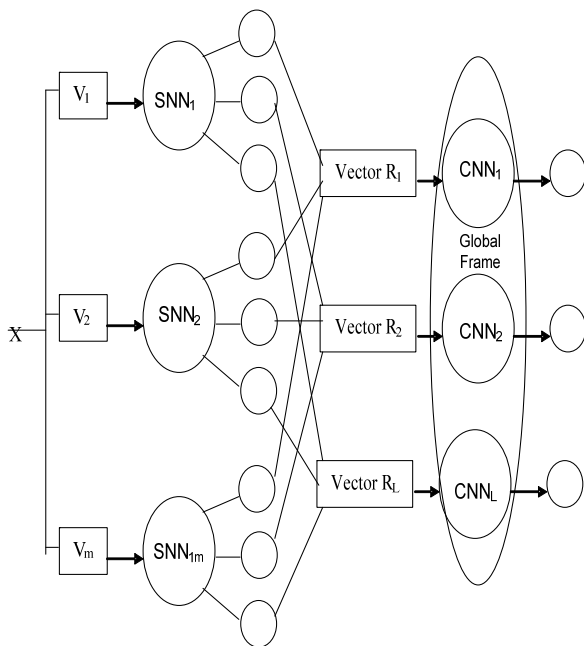 V1
SNN1
Vector R1
CNN1
Global
Frame
X
V2
SNN2
Vector R2
CNN2
Vm
SNN1m
Vector RL
CNNL